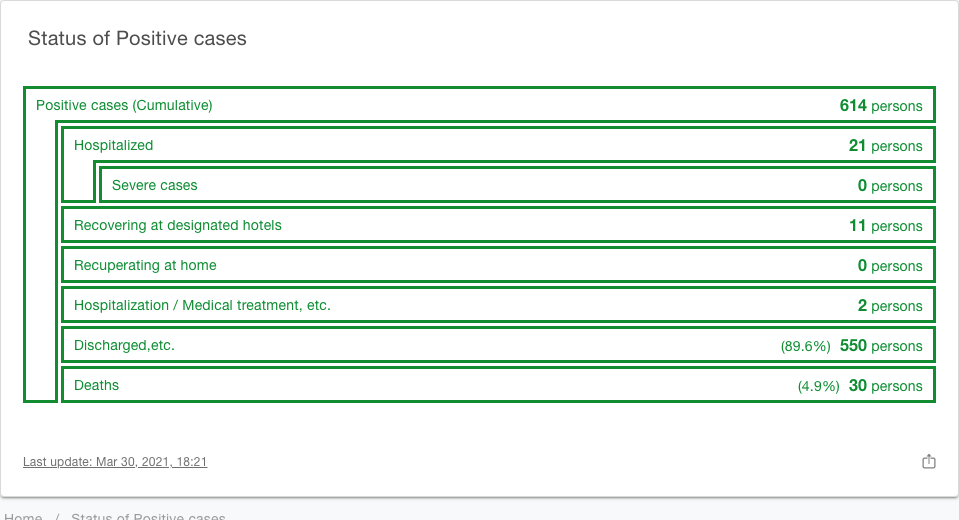 Status of Positive cases
Positive cases (Cumulative) 614 persons
Hospitalized 21 persons
Severe cases 0 persons
Recovering at designated hotels 11 persons
Recuperating at home 0 persons
Hospitalization / Medical treatment, etc. 2 persons
Discharged,etc. (89.6%) 550 persons
Deaths (4.9%) 30 persons
Last update: Mar 30, 2021, 18:21
Home / Status of Positive cases